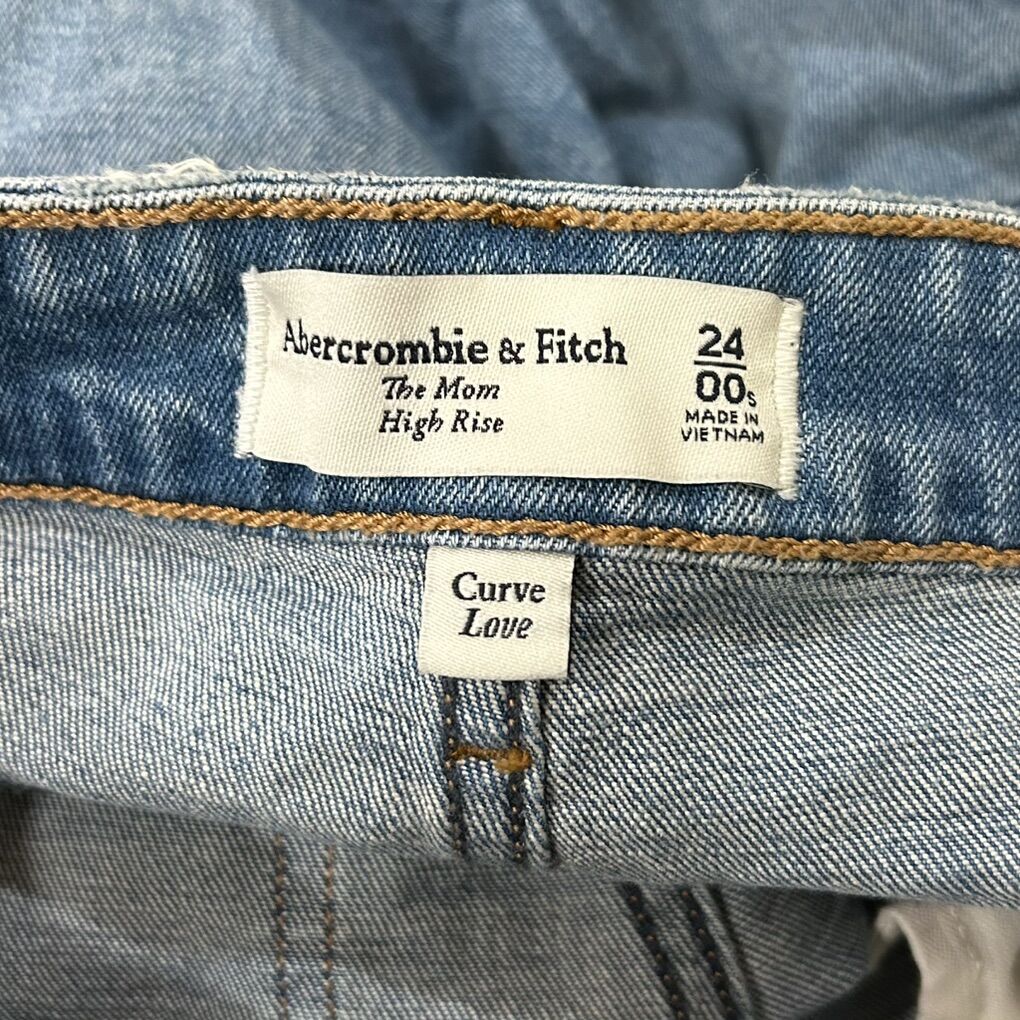 Abercrombie & Fitch
The Mom
High Rise
24
00s
MADE IN
VIETNAM
Curve
Love